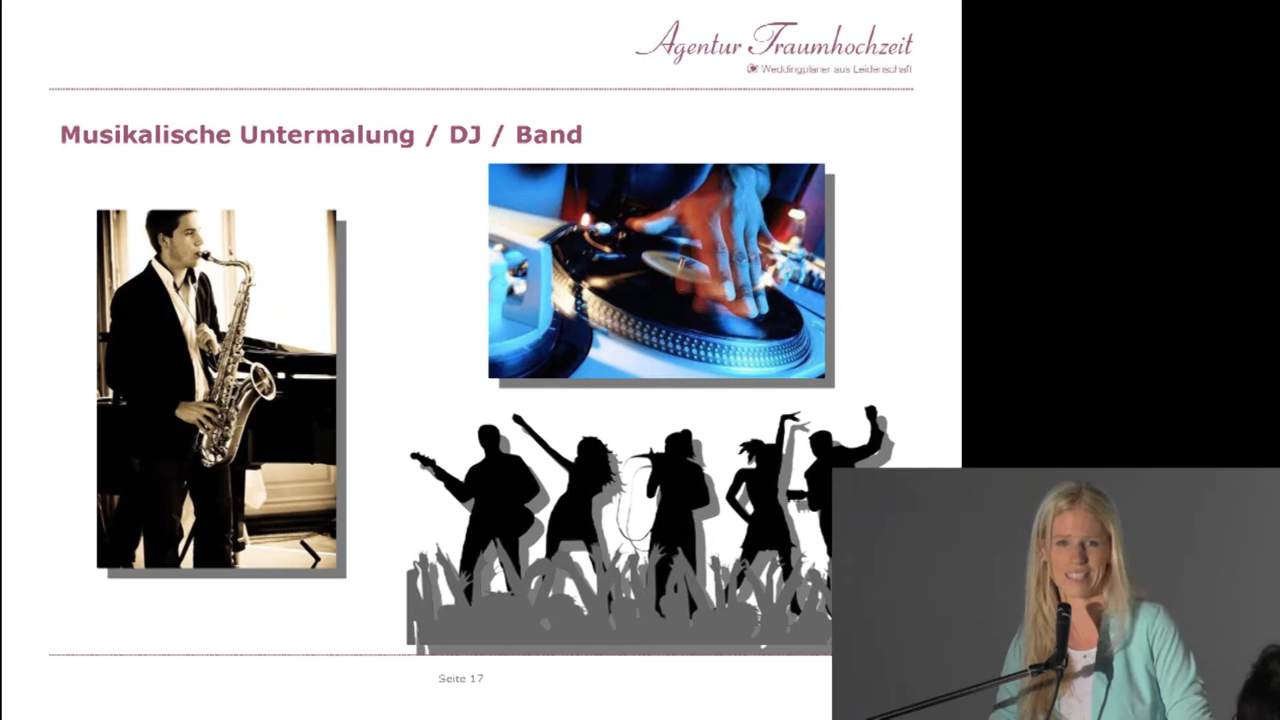 Agentur Traumhochzeit
Weddingplaner aus Leidenschaft
Musikalische Untermalung / DJ / Band
Seite 17